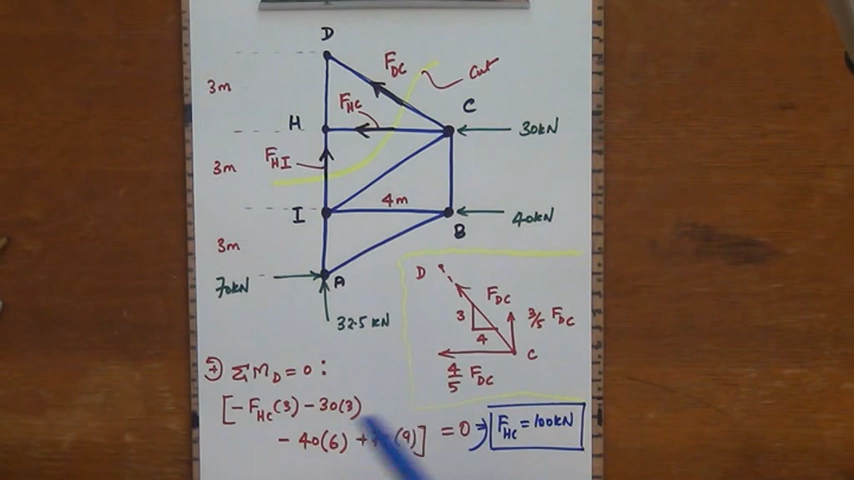 D
3m
F_DC
Cut
F_HC
C
H
30kN
F_HI
3m
4m
I
40kN
B
3m
70kN
A
D
F_DC
3
3/5 F_DC
4
32.5 kN
C
4/5 F_DC
+ ΣM_D = 0 :
[-F_HC(3) - 30(3)
- 40(6) + (9)] = 0 ⇒ F_HC = 100kN